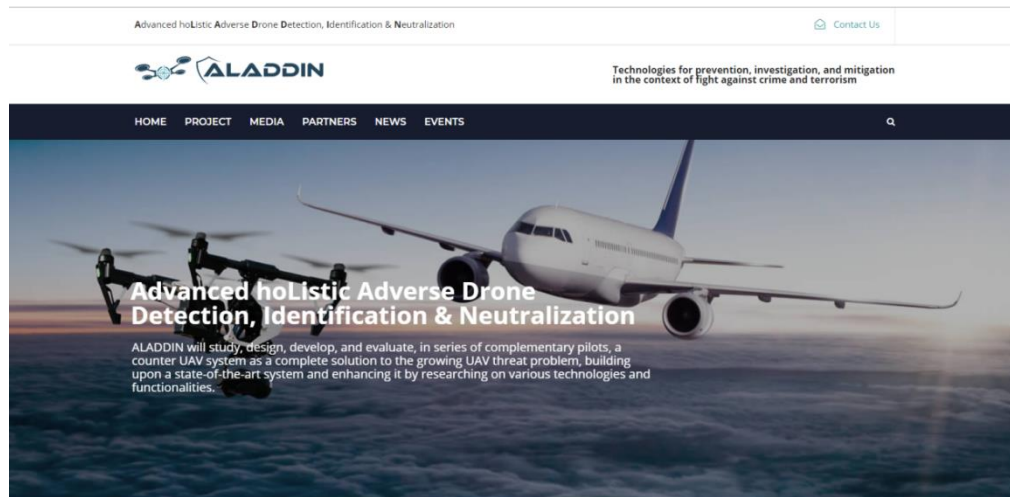 Advanced hoListic Adverse Drone Detection, Identification & Neutralization
Contact Us
ALADDIN
Technologies for prevention, investigation, and mitigation
in the context of fight against crime and terrorism
HOME PROJECT MEDIA PARTNERS NEWS EVENTS
Advanced hoListic Adverse Drone
Detection, Identification & Neutralization
ALADDIN will study, design, develop, and evaluate, in series of complementary pilots, a
counter UAV system as a complete solution to the growing UAV threat problem, building
upon a state-of-the-art system and enhancing it by researching on various technologies and
functionalities.